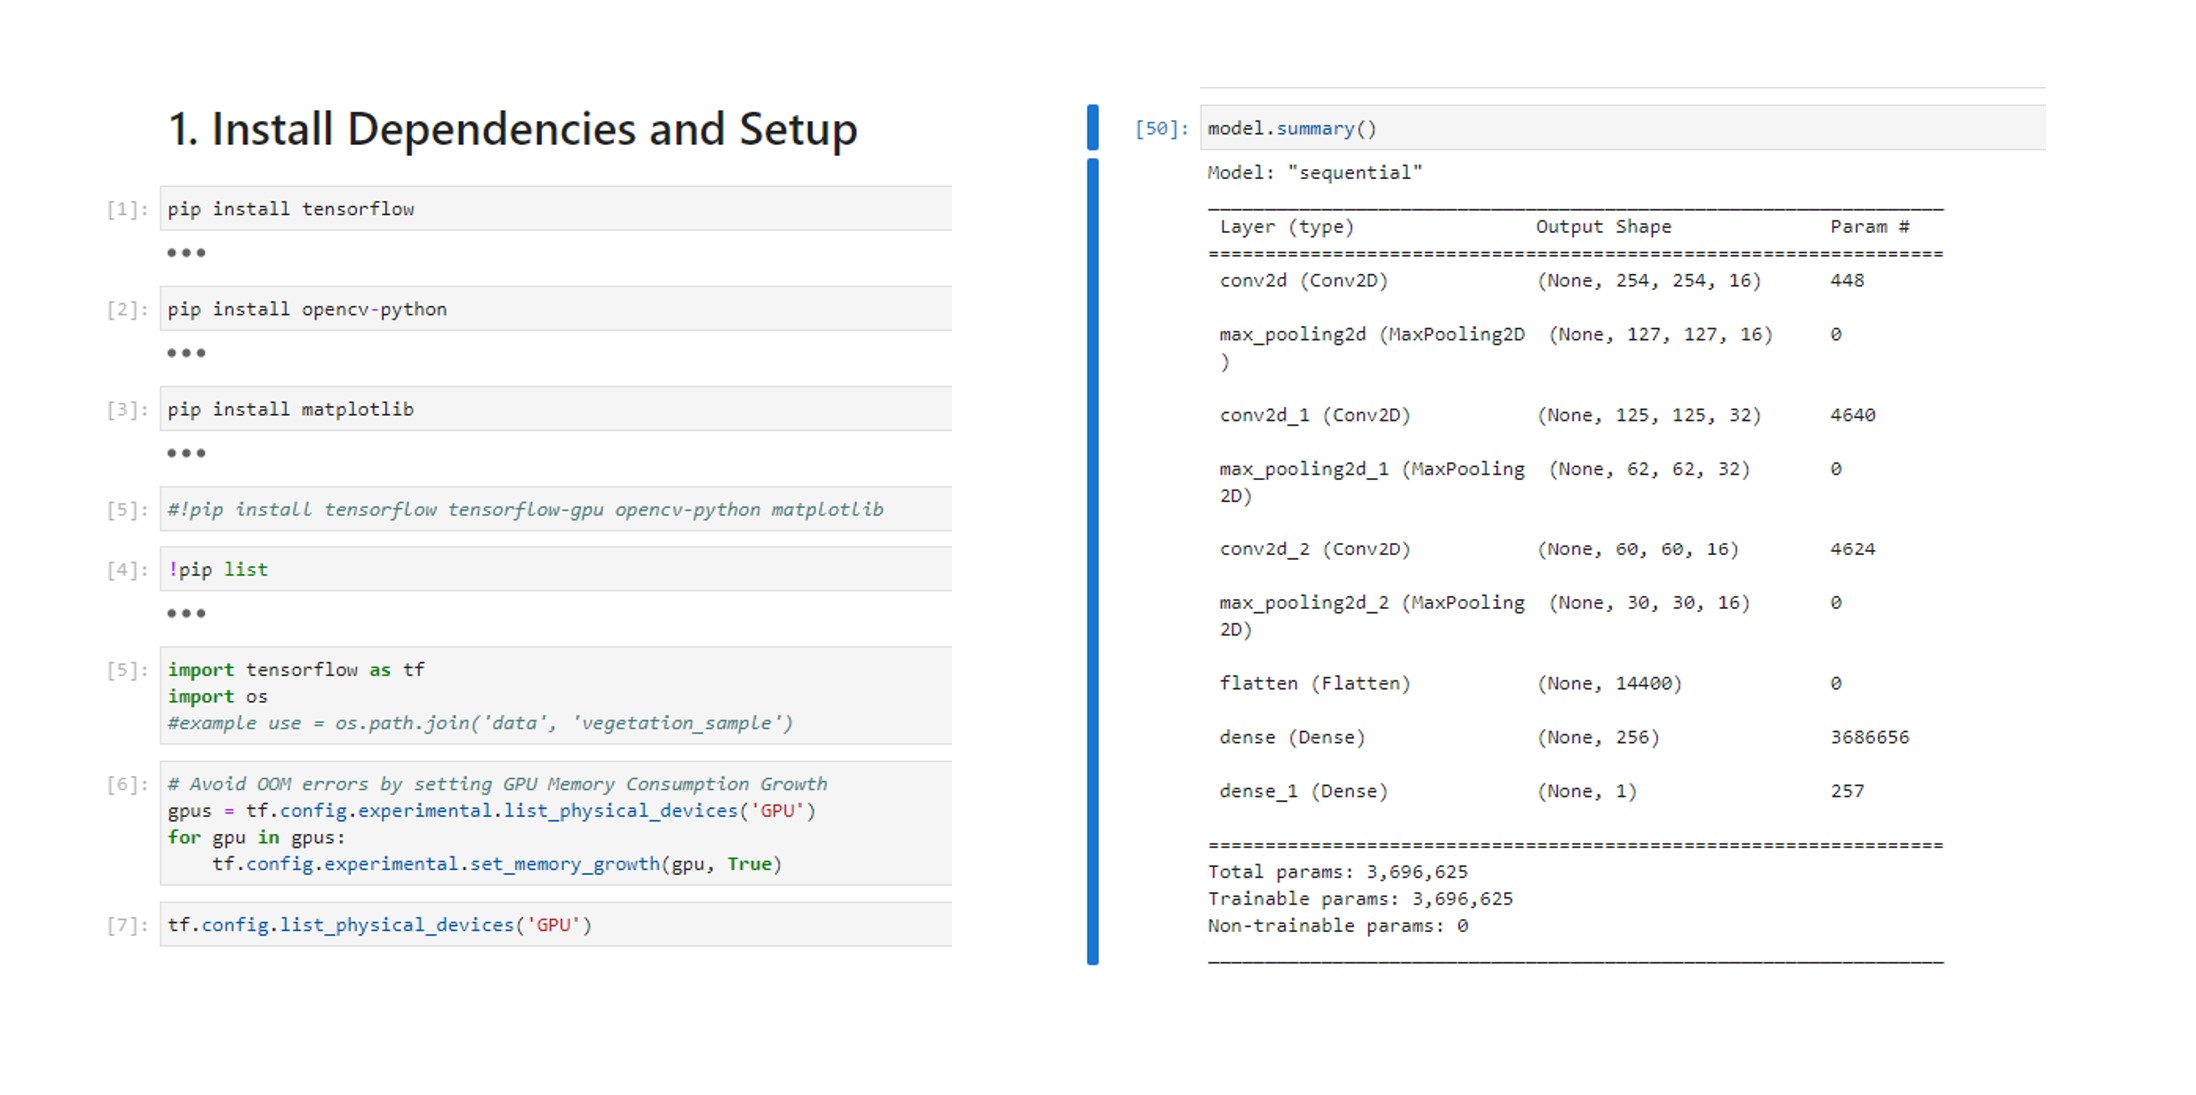 1. Install Dependencies and Setup
[1]: pip install tensorflow
•••
[2]: pip install opencv-python
•••
[3]: pip install matplotlib
•••
[5]: #!pip install tensorflow tensorflow-gpu opencv-python matplotlib
[4]: !pip list
•••
[5]: import tensorflow as tf
import os
#example use = os.path.join('data', 'vegetation_sample')
[6]: # Avoid OOM errors by setting GPU Memory Consumption Growth
gpus = tf.config.experimental.list_physical_devices('GPU')
for gpu in gpus:
    tf.config.experimental.set_memory_growth(gpu, True)
[7]: tf.config.list_physical_devices('GPU')
[50]: model.summary()
Model: "sequential"
_________________________________________________________________
Layer (type) Output Shape Param #
=================================================================
conv2d (Conv2D) (None, 254, 254, 16) 448
max_pooling2d (MaxPooling2D (None, 127, 127, 16) 0
)
conv2d_1 (Conv2D) (None, 125, 125, 32) 4640
max_pooling2d_1 (MaxPooling (None, 62, 62, 32) 0
2D)
conv2d_2 (Conv2D) (None, 60, 60, 16) 4624
max_pooling2d_2 (MaxPooling (None, 30, 30, 16) 0
2D)
flatten (Flatten) (None, 14400) 0
dense (Dense) (None, 256) 3686656
dense_1 (Dense) (None, 1) 257
=================================================================
Total params: 3,696,625
Trainable params: 3,696,625
Non-trainable params: 0
_________________________________________________________________